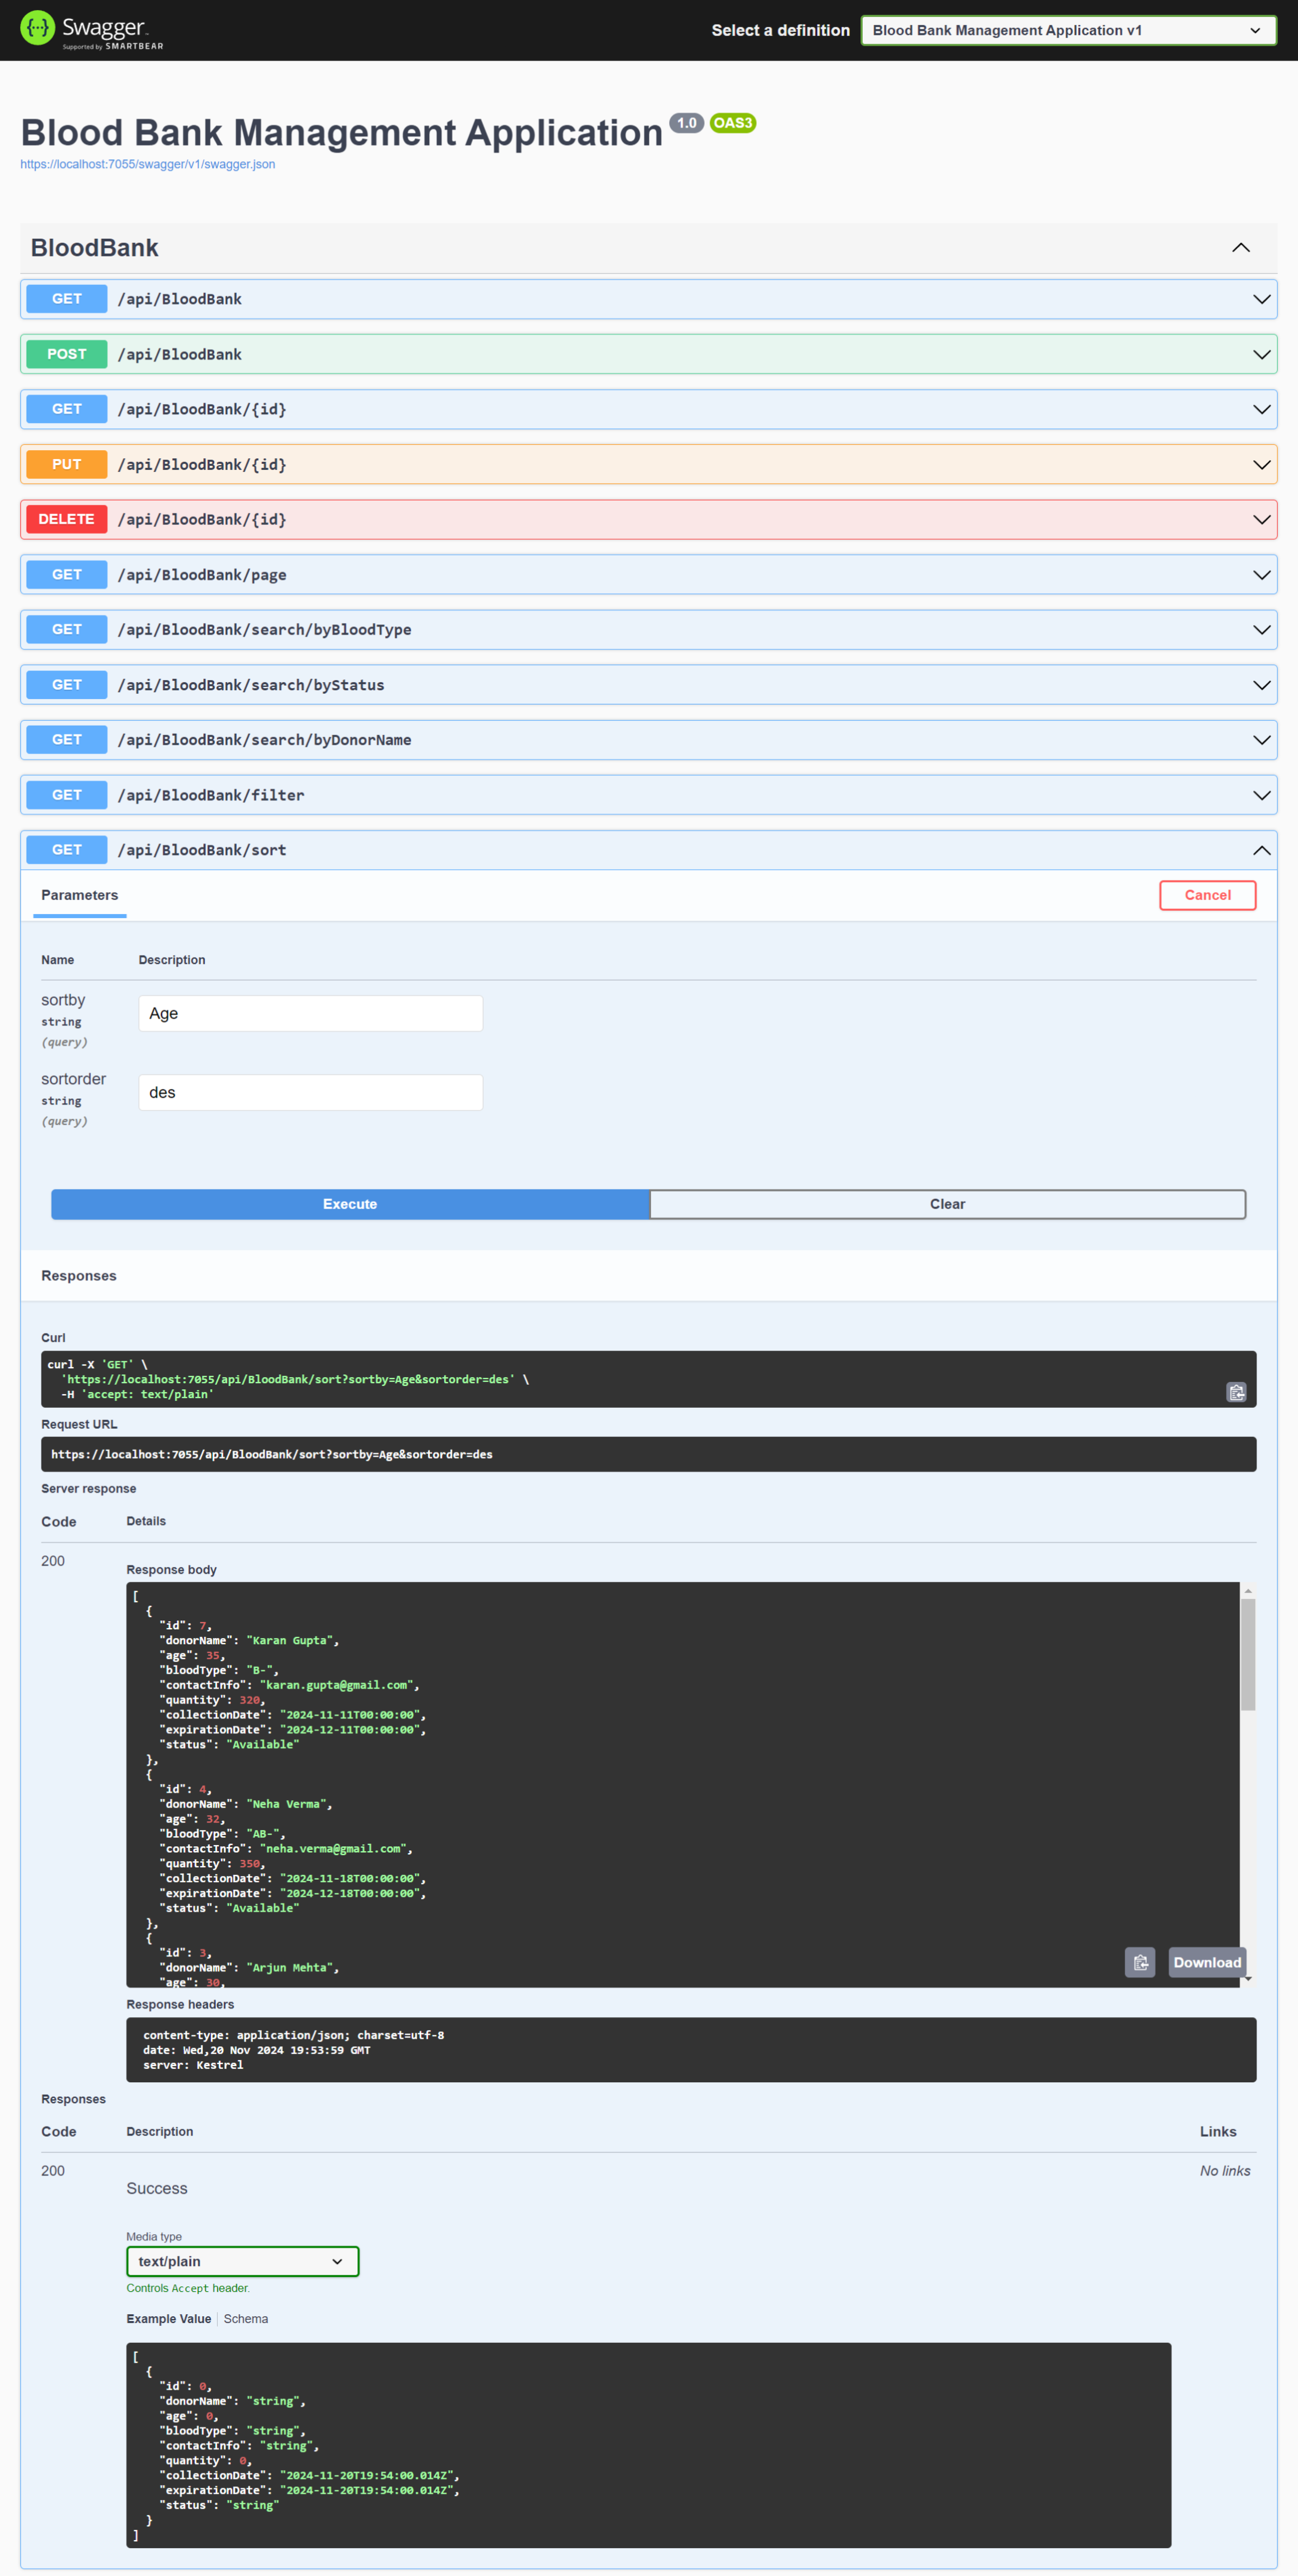 Swagger
Supported by SMARTBEAR
Select a definition
Blood Bank Management Application v1
Blood Bank Management Application 1.0 OAS3
https://localhost:7055/swagger/v1/swagger.json
BloodBank
GET /api/BloodBank
POST /api/BloodBank
GET /api/BloodBank/{id}
PUT /api/BloodBank/{id}
DELETE /api/BloodBank/{id}
GET /api/BloodBank/page
GET /api/BloodBank/search/byBloodType
GET /api/BloodBank/search/byStatus
GET /api/BloodBank/search/byDonorName
GET /api/BloodBank/filter
GET /api/BloodBank/sort
Parameters
Cancel
Name Description
sortby
string
(query)
Age
sortorder
string
(query)
des
Execute
Clear
Responses
Curl
curl -X 'GET' \
  'https://localhost:7055/api/BloodBank/sort?sortby=Age&sortorder=des' \
  -H 'accept: text/plain'
Request URL
https://localhost:7055/api/BloodBank/sort?sortby=Age&sortorder=des
Server response
Code Details
200
Response body
[
  {
    "id": 7,
    "donorName": "Karan Gupta",
    "age": 35,
    "bloodType": "B-",
    "contactInfo": "karan.gupta@gmail.com",
    "quantity": 320,
    "collectionDate": "2024-11-11T00:00:00",
    "expirationDate": "2024-12-11T00:00:00",
    "status": "Available"
  },
  {
    "id": 4,
    "donorName": "Neha Verma",
    "age": 32,
    "bloodType": "AB-",
    "contactInfo": "neha.verma@gmail.com",
    "quantity": 350,
    "collectionDate": "2024-11-18T00:00:00",
    "expirationDate": "2024-12-18T00:00:00",
    "status": "Available"
  },
  {
    "id": 3,
    "donorName": "Arjun Mehta",
    "age": 30,
Download
Response headers
content-type: application/json; charset=utf-8
date: Wed,20 Nov 2024 19:53:59 GMT
server: Kestrel
Responses
Code Description Links
200
Success
No links
Media type
text/plain
Controls Accept header.
Example Value Schema
[
  {
    "id": 0,
    "donorName": "string",
    "age": 0,
    "bloodType": "string",
    "contactInfo": "string",
    "quantity": 0,
    "collectionDate": "2024-11-20T19:54:00.014Z",
    "expirationDate": "2024-11-20T19:54:00.014Z",
    "status": "string"
  }
]